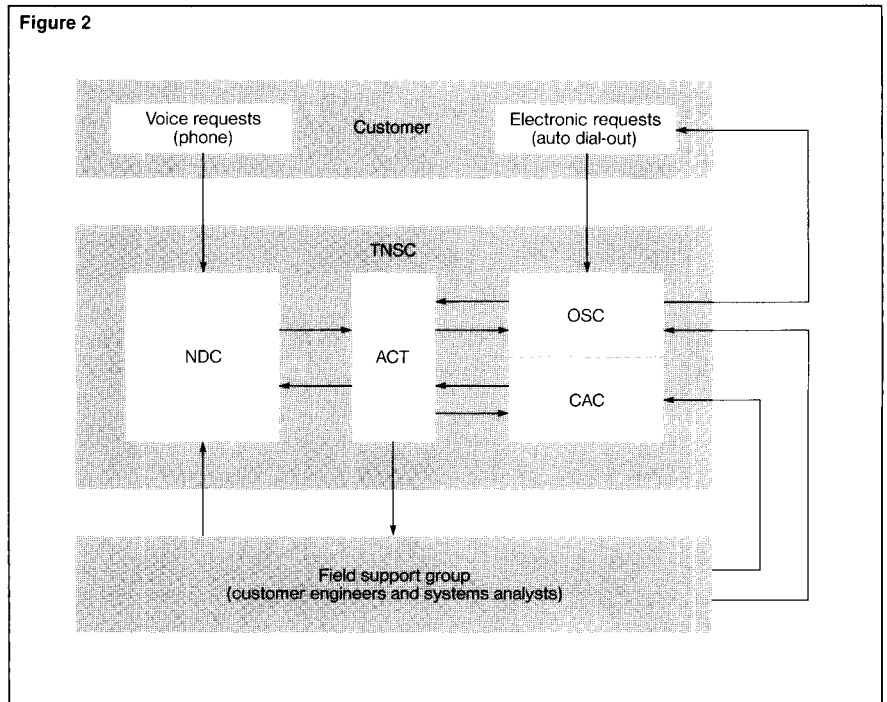 Figure 2
Voice requests
(phone)
Customer
Electronic requests
(auto dial-out)
TNSC
NDC
ACT
OSC
CAC
Field support group
(customer engineers and systems analysts)